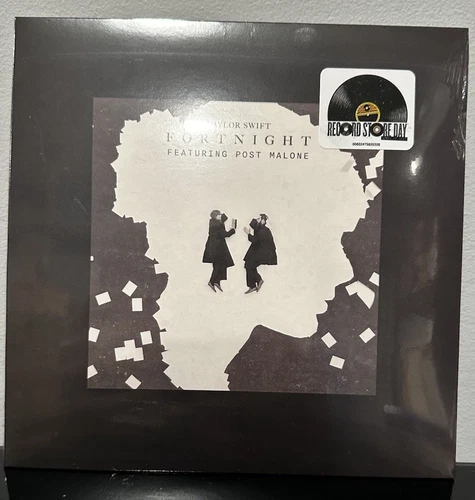 TAYLOR SWIFT
FORTNIGHT
FEATURING POST MALONE
RECORD STORE DAY